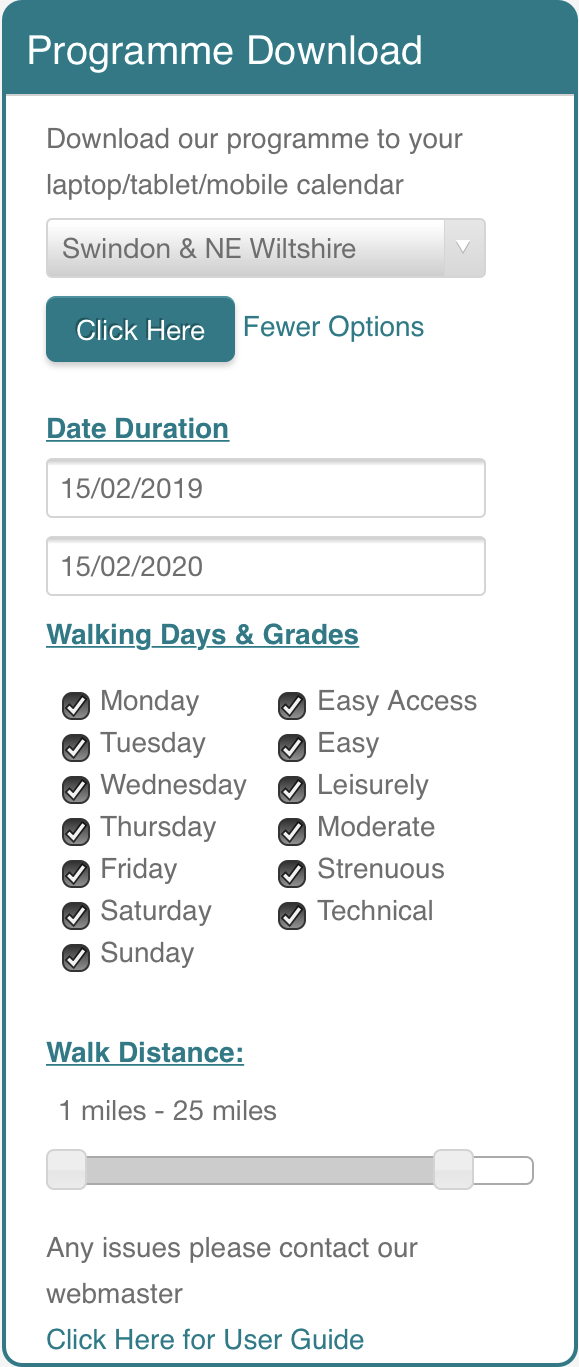 Programme Download
Download our programme to your
laptop/tablet/mobile calendar
Swindon & NE Wiltshire
Click Here Fewer Options
Date Duration
15/02/2019
15/02/2020
Walking Days & Grades
Monday Easy Access
Tuesday Easy
Wednesday Leisurely
Thursday Moderate
Friday Strenuous
Saturday Technical
Sunday
Walk Distance:
1 miles - 25 miles
Any issues please contact our
webmaster
Click Here for User Guide